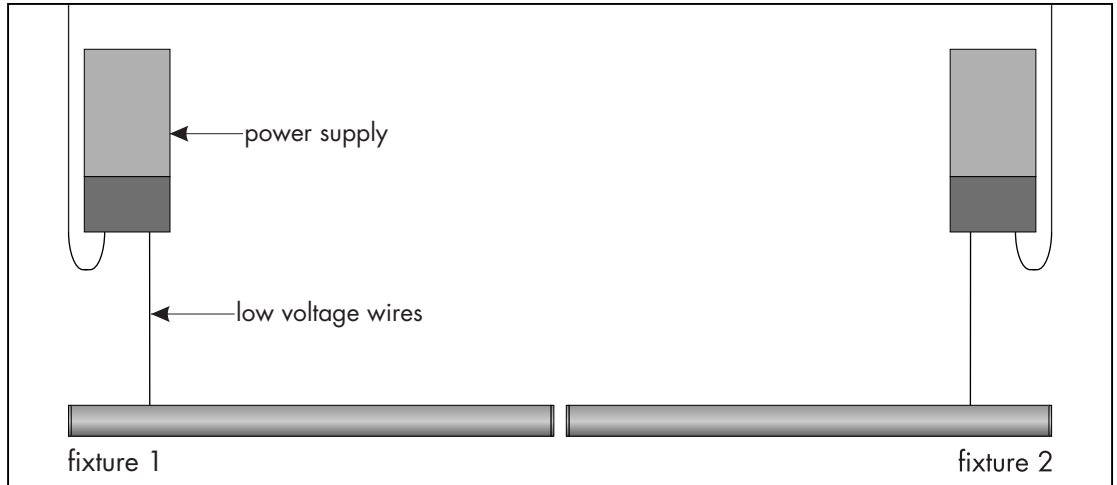 power supply
low voltage wires
fixture 1
fixture 2